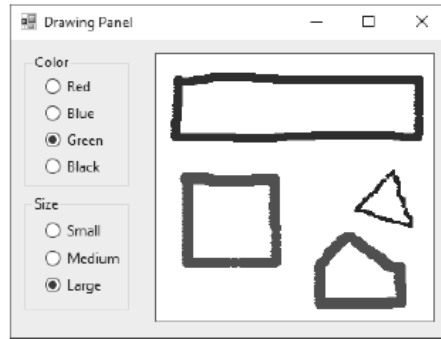 Drawing Panel
Color
Red
Blue
Green
Black
Size
Small
Medium
Large